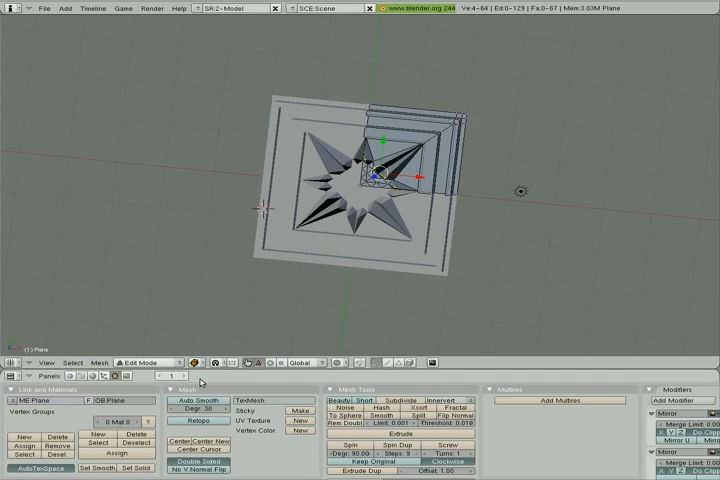 File Add Timeline Game Render Help SR:2-Model SCE:Scene www.blender.org 244 Ve:4-64 | Ed:0-129 | Fa:0-67 | Mem:3.03M Plane
(1) Plane
View Select Mesh Edit Mode Global
Panels 1
Link and Materials Mesh Mesh Tools Multires Modifiers
ME:Plane F OB:Plane
Vertex Groups
0 Mat 0 ?
New Delete
Assign Remove
Select Desel.
New Delete
Select Deselect
Assign
AutoTexSpace Set Smooth Set Solid
Auto Smooth
Degr: 30
Retopo
TexMesh:
Sticky Make
UV Texture New
Vertex Color New
Center Center New
Center Cursor
Double Sided
No V.Normal Flip
Beauty Short Subdivide Innervert
Noise Hash Xsort Fractal
To Sphere Smooth Split Flip Normal
Rem Doubl Limit: 0.001 Threshold: 0.018
Extrude
Spin Spin Dup Screw
Degr: 90.00 Steps: 9 Turns: 1
Keep Original Clockwise
Extrude Dup Offset: 1.00
Add Multires
Add Modifier
Mirror
Merge Limit: 0.00
X Y Z Do Clipp
Mirror U Mirror
Mirror
Merge Limit: 0.00
X Y Z Do Clipp